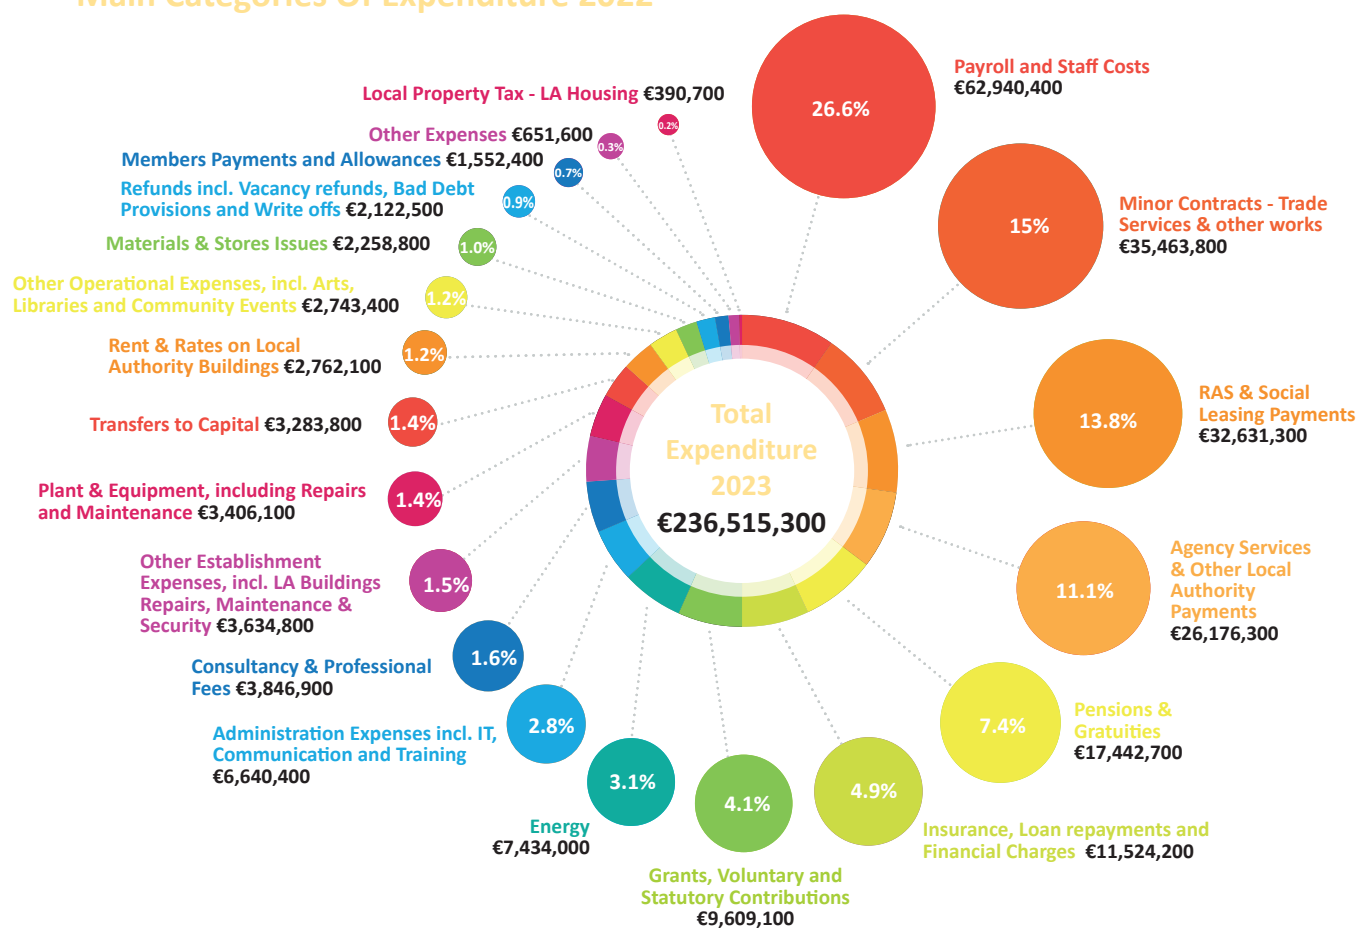 Main Categories Of Expenditure 2022
Local Property Tax - LA Housing €390,700
0.2%
Other Expenses €651,600
0.3%
Members Payments and Allowances €1,552,400
0.7%
Refunds incl. Vacancy refunds, Bad Debt
Provisions and Write offs €2,122,500
0.9%
Materials & Stores Issues €2,258,800
1.0%
Other Operational Expenses, incl. Arts,
Libraries and Community Events €2,743,400
1.2%
Rent & Rates on Local
Authority Buildings €2,762,100
1.2%
Transfers to Capital €3,283,800
1.4%
Plant & Equipment, including Repairs
and Maintenance €3,406,100
1.4%
Other Establishment
Expenses, incl. LA Buildings
Repairs, Maintenance &
Security €3,634,800
1.5%
Consultancy & Professional
Fees €3,846,900
1.6%
Administration Expenses incl. IT,
Communication and Training
€6,640,400
2.8%
Energy
€7,434,000
3.1%
Grants, Voluntary and
Statutory Contributions
€9,609,100
4.1%
Insurance, Loan repayments and
Financial Charges €11,524,200
4.9%
Pensions &
Gratuities
€17,442,700
7.4%
Agency Services
& Other Local
Authority
Payments
€26,176,300
11.1%
RAS & Social
Leasing Payments
€32,631,300
13.8%
Minor Contracts - Trade
Services & other works
€35,463,800
15%
Payroll and Staff Costs
€62,940,400
26.6%
Total
Expenditure
2023
€236,515,300